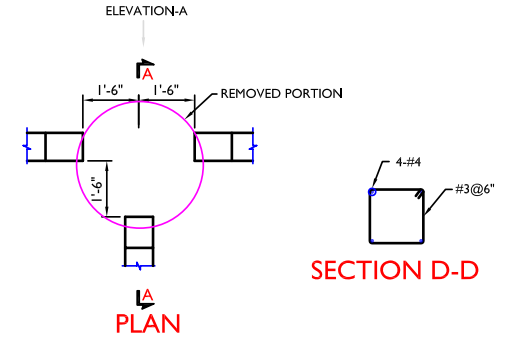 ELEVATION-A
A
1'-6"
1'-6"
REMOVED PORTION
1'-6"
4-#4
#3@6"
SECTION D-D
A
PLAN